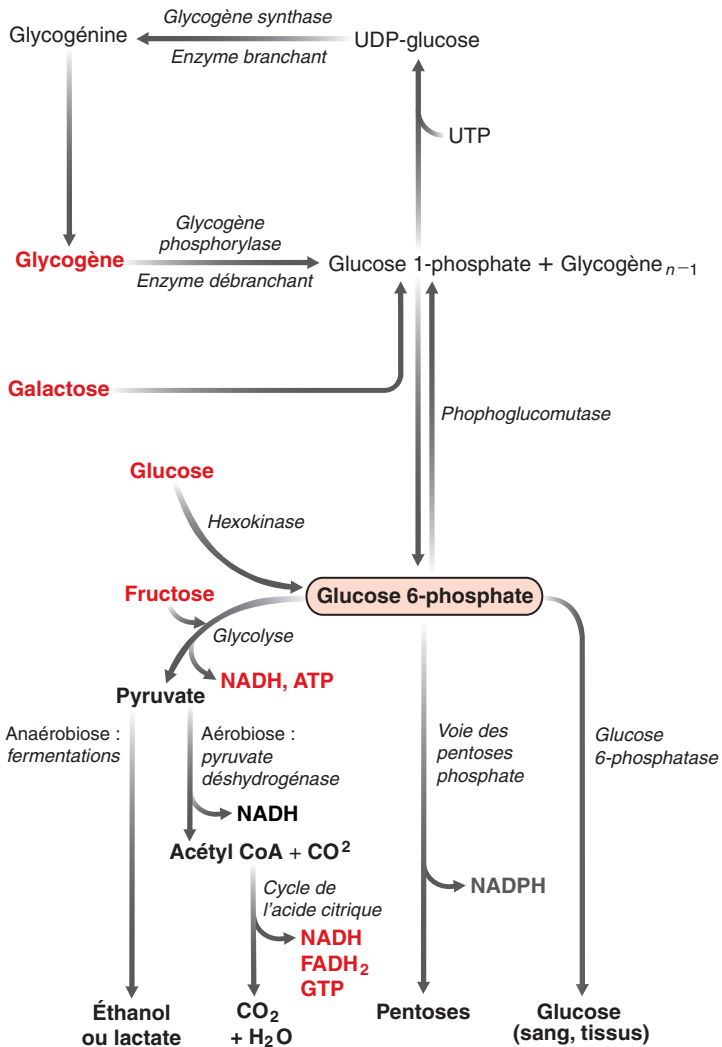 Glycogène synthase
Glycogénine
UDP-glucose
Enzyme branchant
UTP
Glycogène
phosphorylase
Glycogène
Glucose 1-phosphate + Glycogène n−1
Enzyme débranchant
Galactose
Phophoglucomutase
Glucose
Hexokinase
Fructose
Glucose 6-phosphate
Glycolyse
NADH, ATP
Pyruvate
Anaérobiose :
fermentations
Aérobiose :
pyruvate
déshydrogénase
Voie des
pentoses
phosphate
Glucose
6-phosphatase
NADH
Acétyl CoA + CO²
Cycle de
l'acide citrique
NADPH
NADH
FADH₂
GTP
Éthanol
ou lactate
CO₂
+ H₂O
Pentoses
Glucose
(sang, tissus)